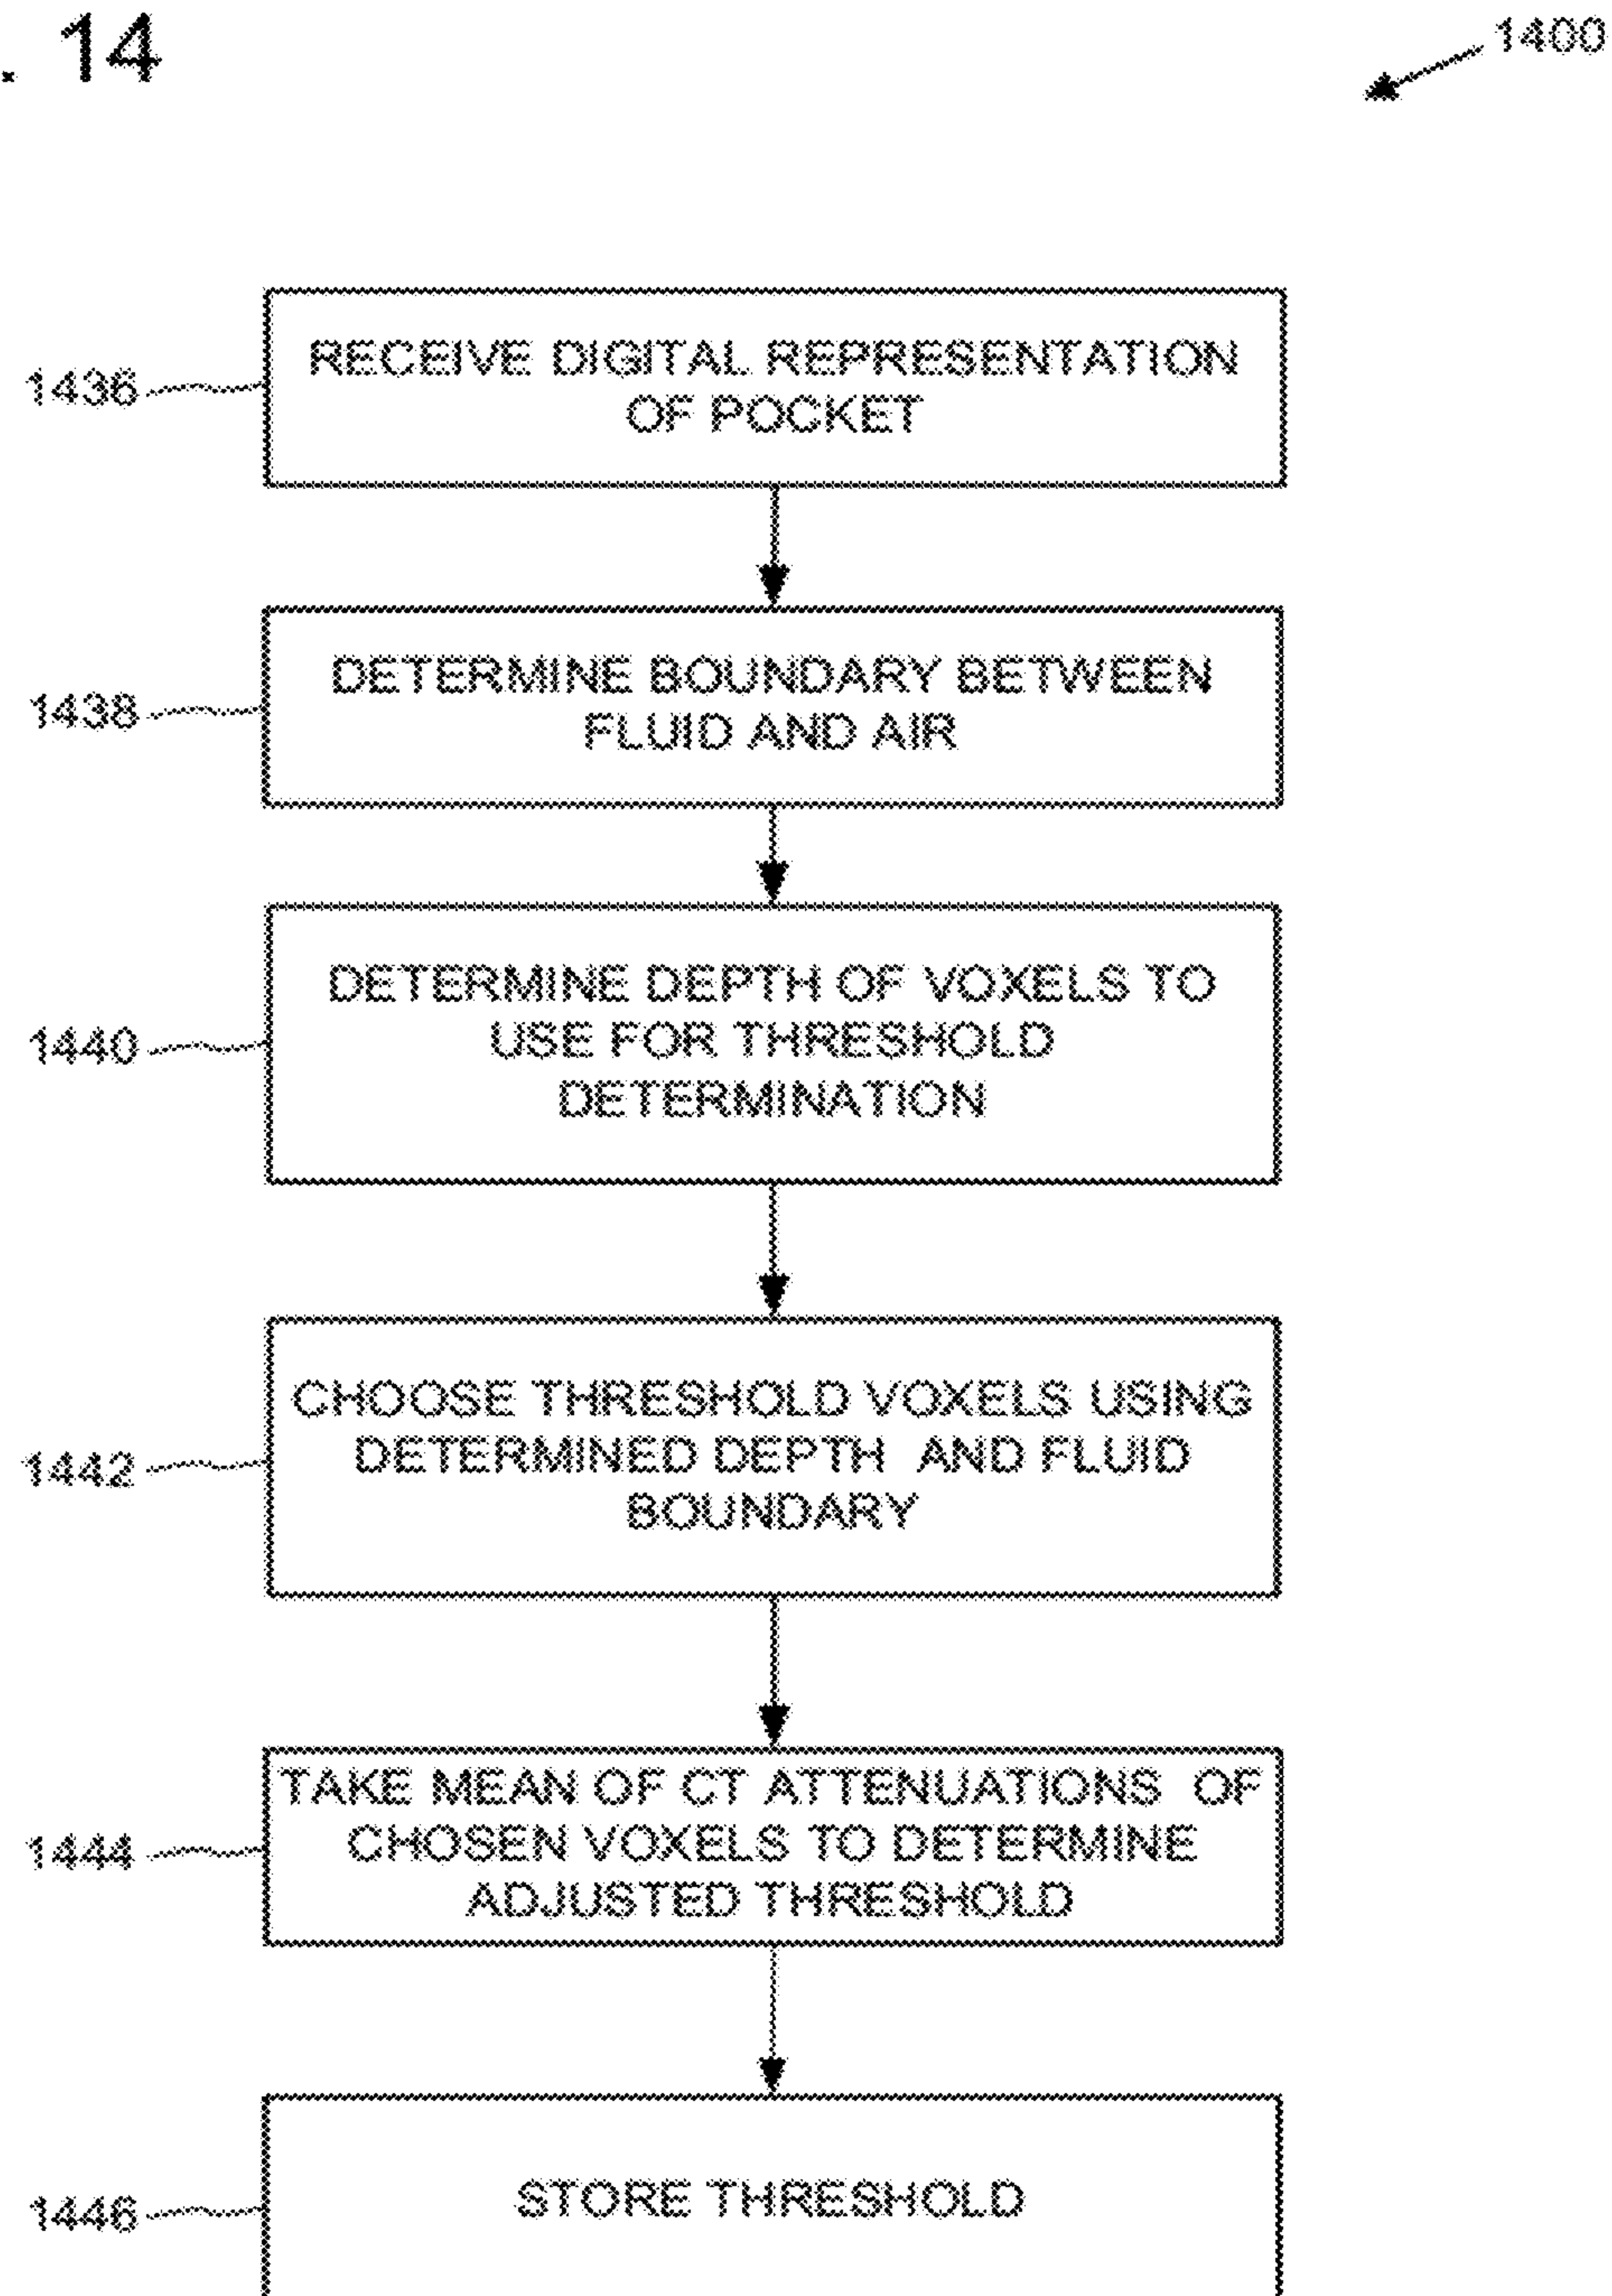 . 14
1400
1436
RECEIVE DIGITAL REPRESENTATION
OF POCKET
1438
DETERMINE BOUNDARY BETWEEN
FLUID AND AIR
1440
DETERMINE DEPTH OF VOXELS TO
USE FOR THRESHOLD
DETERMINATION
1442
CHOOSE THRESHOLD VOXELS USING
DETERMINED DEPTH AND FLUID
BOUNDARY
1444
TAKE MEAN OF CT ATTENUATIONS OF
CHOSEN VOXELS TO DETERMINE
ADJUSTED THRESHOLD
1446
STORE THRESHOLD